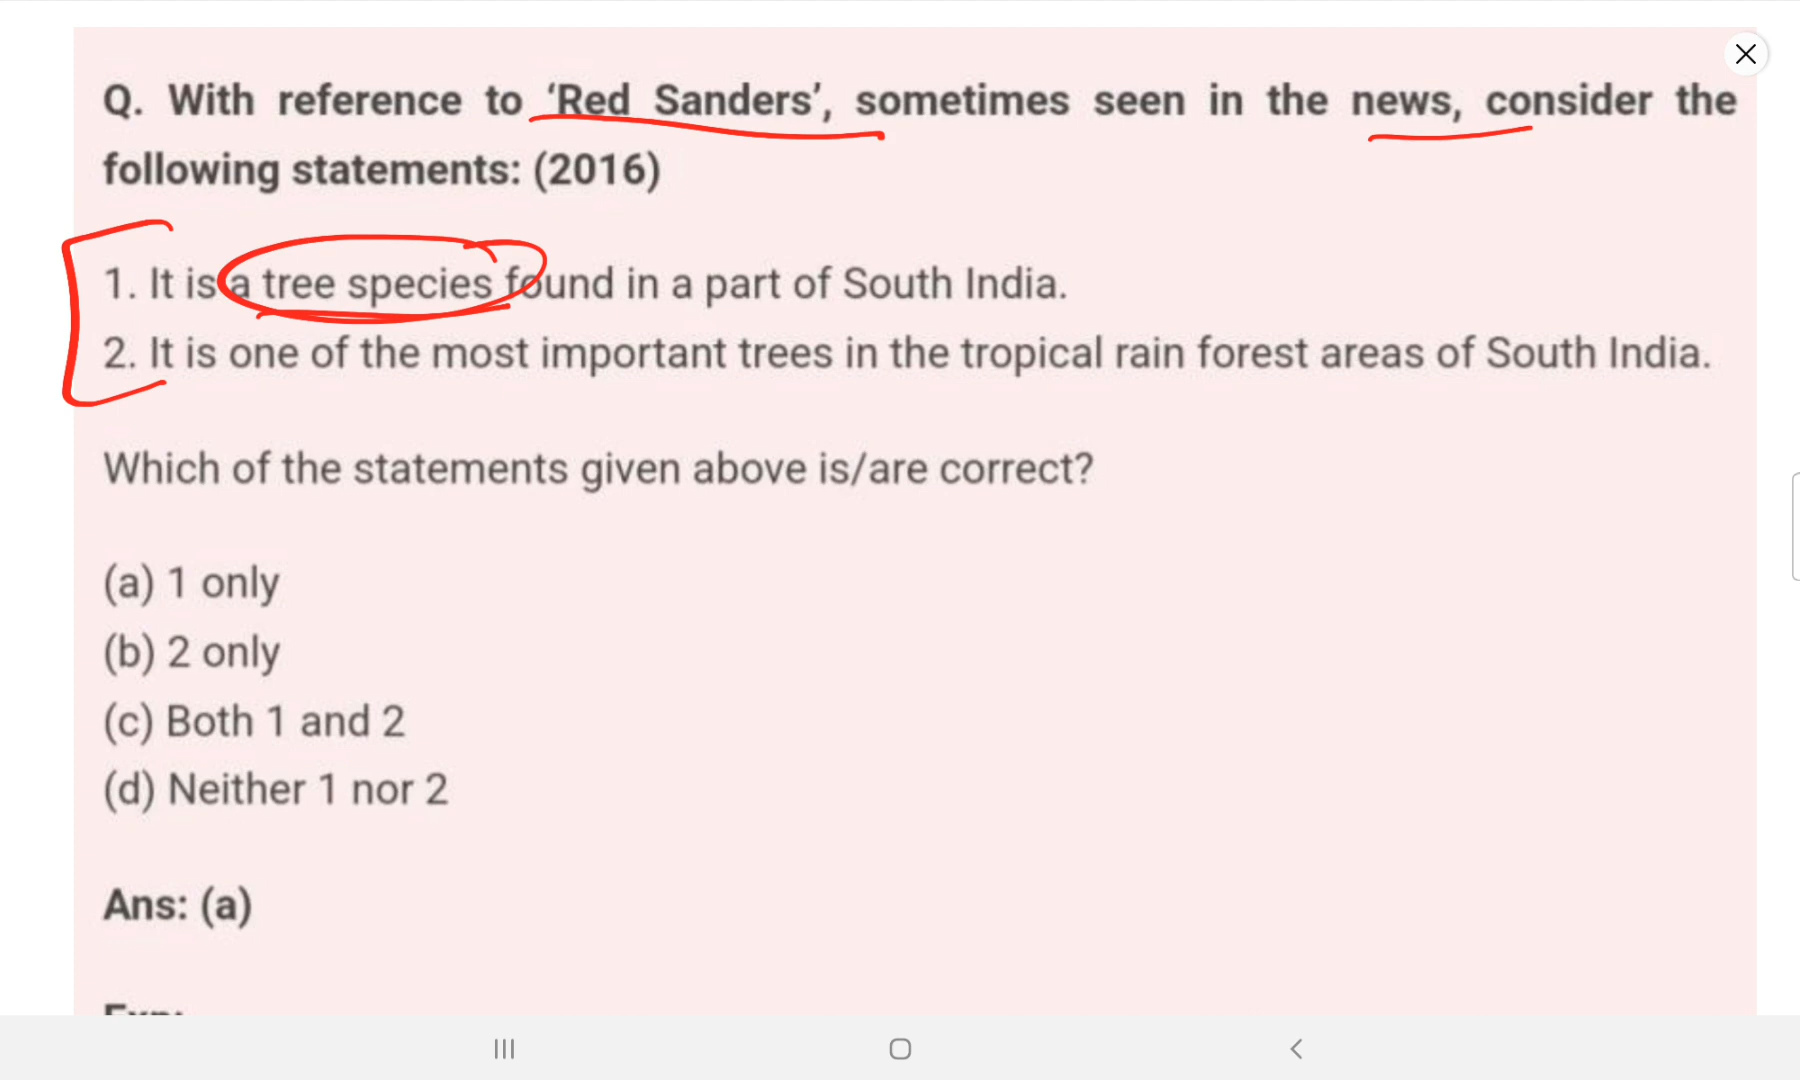 Q. With reference to ‘Red Sanders’, sometimes seen in the news, consider the
following statements: (2016)
1. It is a tree species found in a part of South India.
2. It is one of the most important trees in the tropical rain forest areas of South India.
Which of the statements given above is/are correct?
(a) 1 only
(b) 2 only
(c) Both 1 and 2
(d) Neither 1 nor 2
Ans: (a)